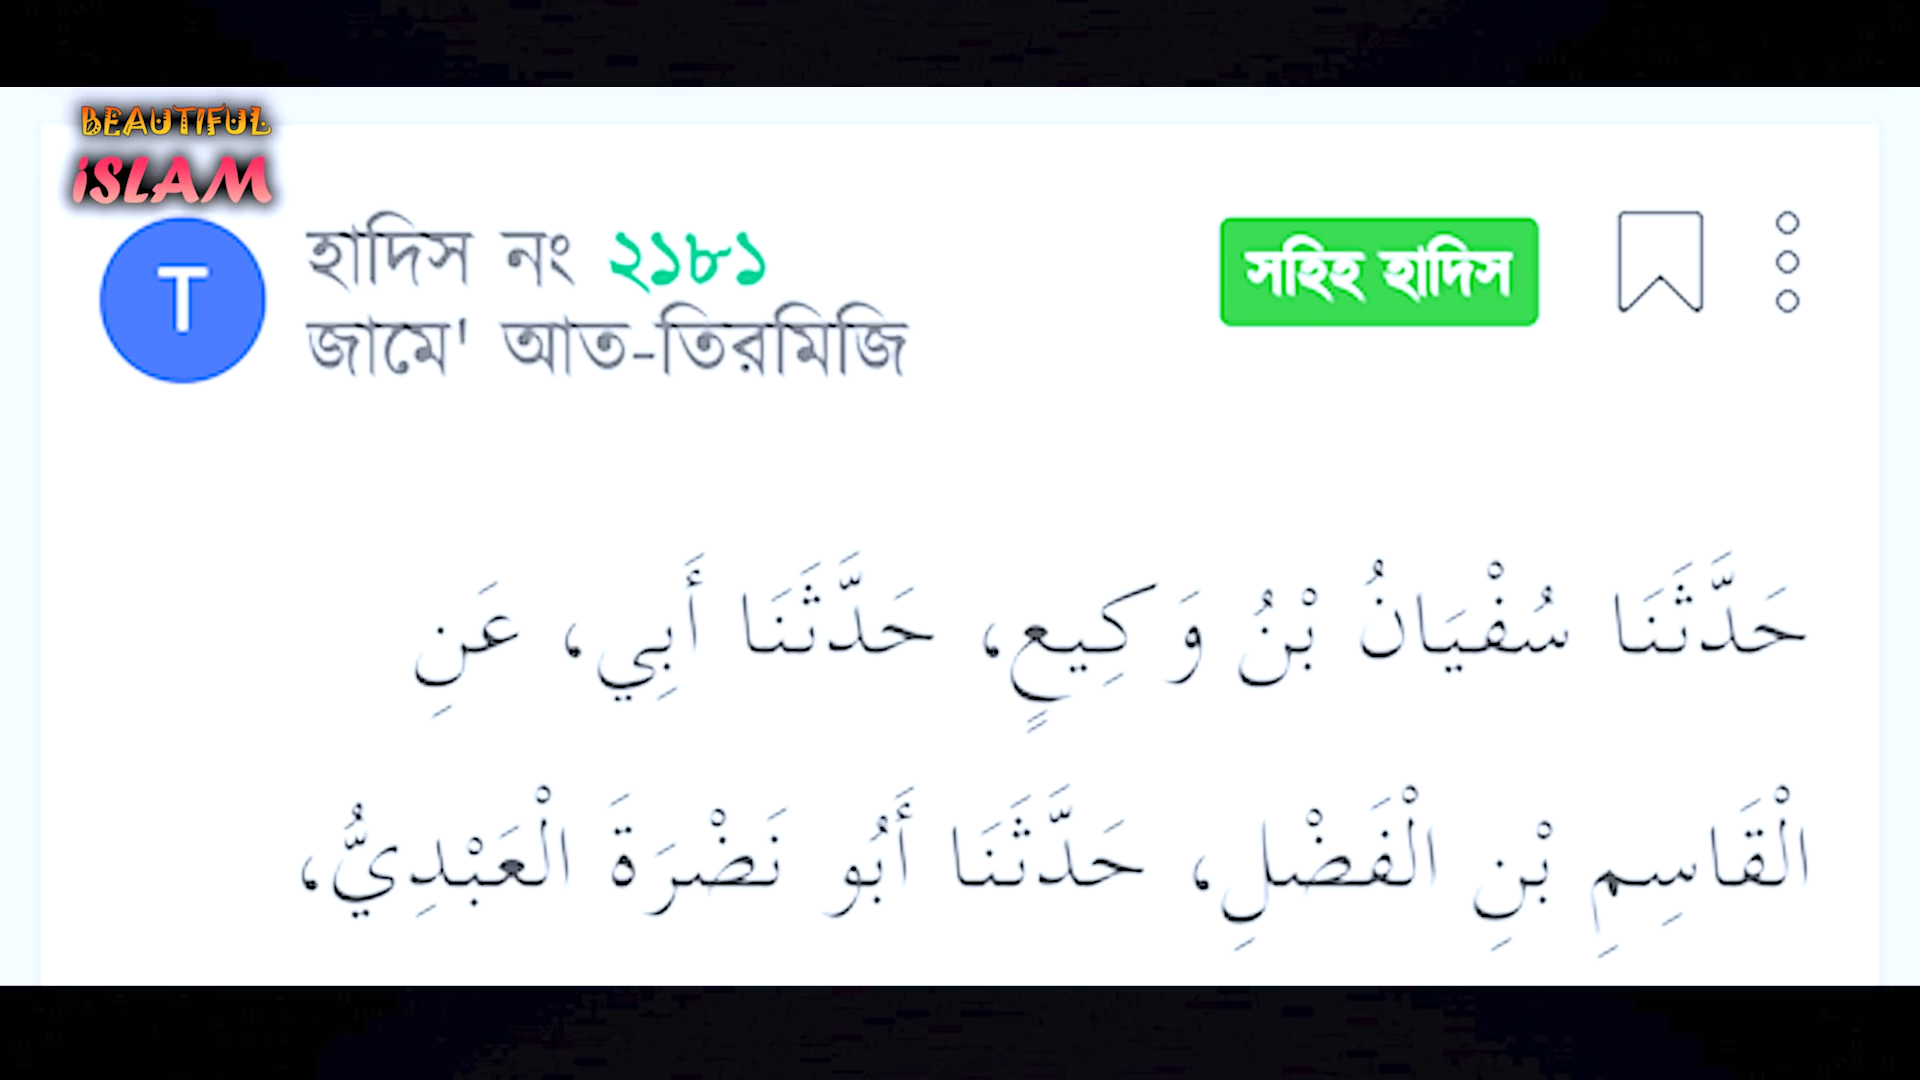 BEAUTIFUL
iSLAM
T
হাদিস নং ২১৮১
জামে' আত-তিরমিজি
সহিহ হাদিস
حَدَّثَنَا سُفْيَانُ بْنُ وَكِيعٍ، حَدَّثَنَا أَبِي، عَنِ
الْقَاسِمِ بْنِ الْفَضْلِ، حَدَّثَنَا أَبُو نَضْرَةَ الْعَبْدِيُّ،